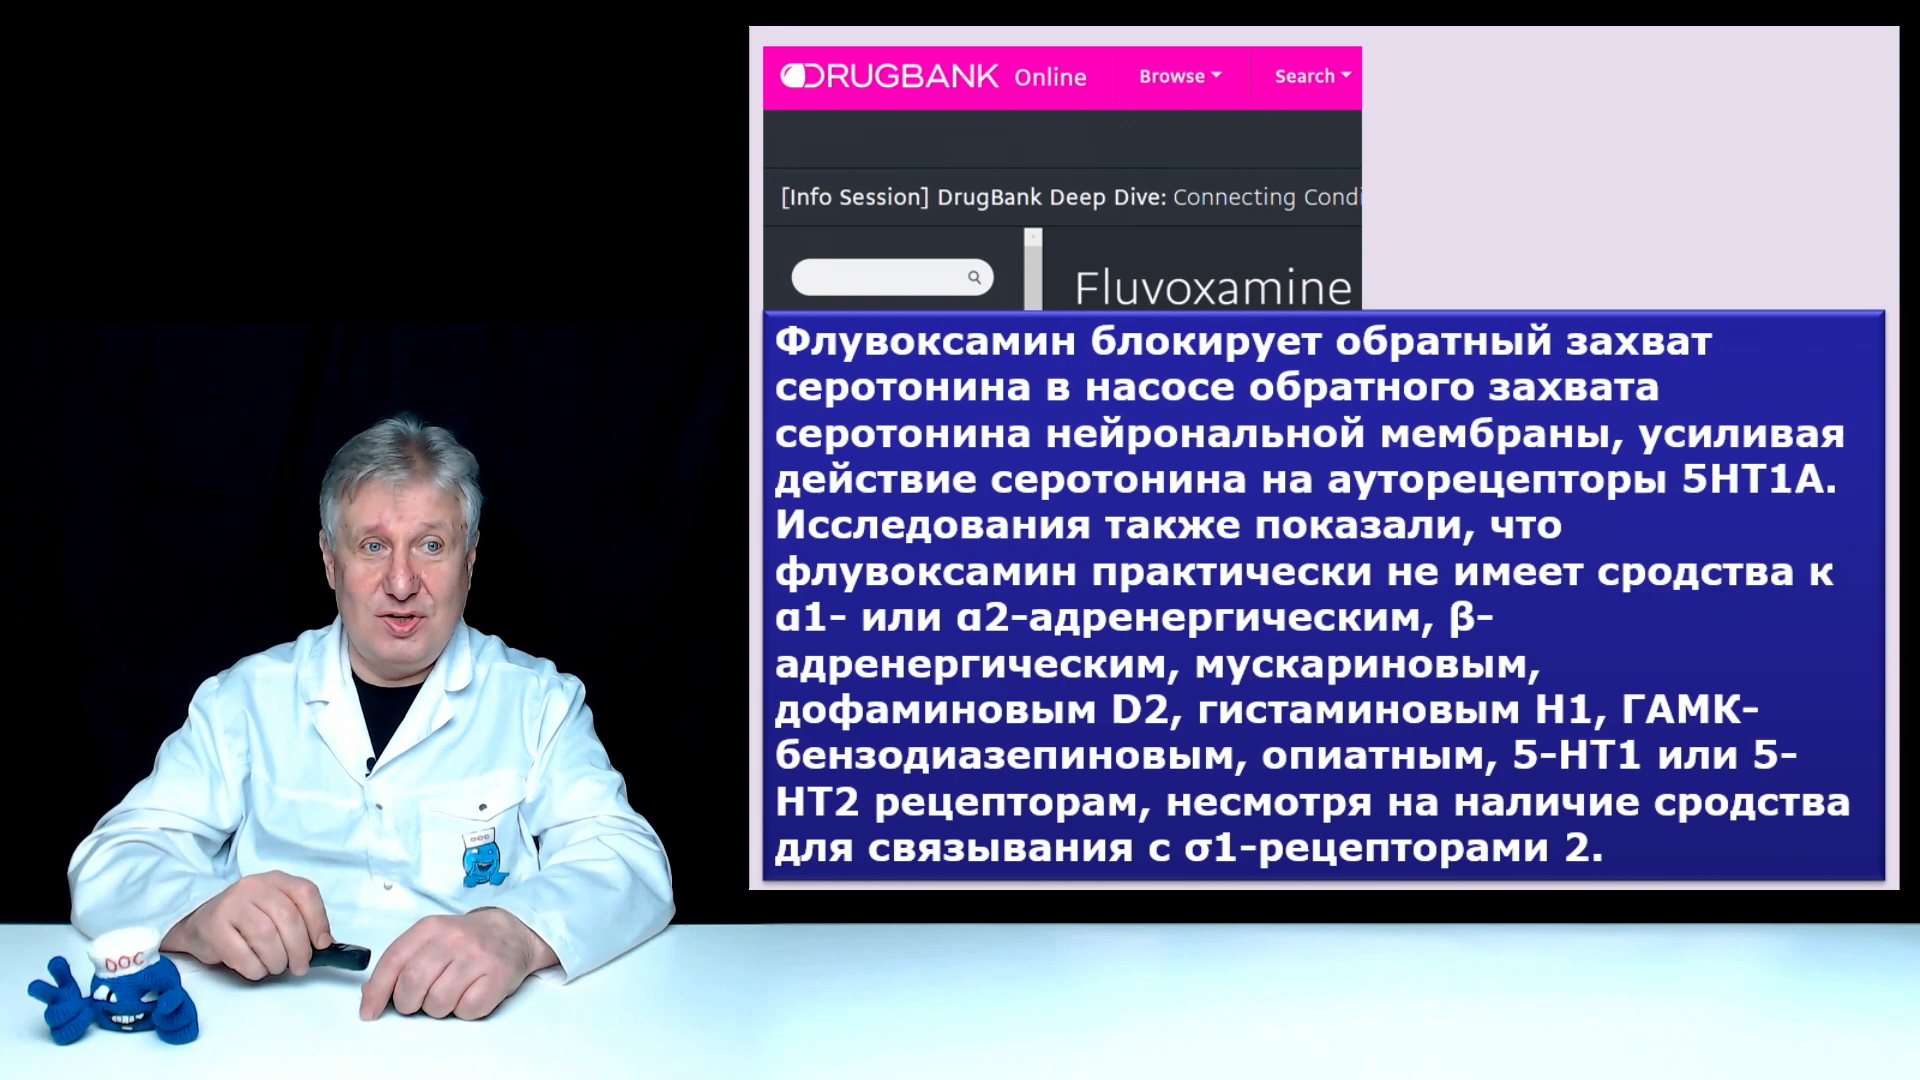 DRUGBANK Online Browse Search
[Info Session] DrugBank Deep Dive: Connecting Condi
Fluvoxamine
Флувоксамин блокирует обратный захват
серотонина в насосе обратного захвата
серотонина нейрональной мембраны, усиливая
действие серотонина на ауторецепторы 5HT1A.
Исследования также показали, что
флувоксамин практически не имеет сродства к
α1- или α2-адренергическим, β-
адренергическим, мускариновым,
дофаминовым D2, гистаминовым H1, ГАМК-
бензодиазепиновым, опиатным, 5-HT1 или 5-
HT2 рецепторам, несмотря на наличие сродства
для связывания с σ1-рецепторами 2.
DOC
DOC